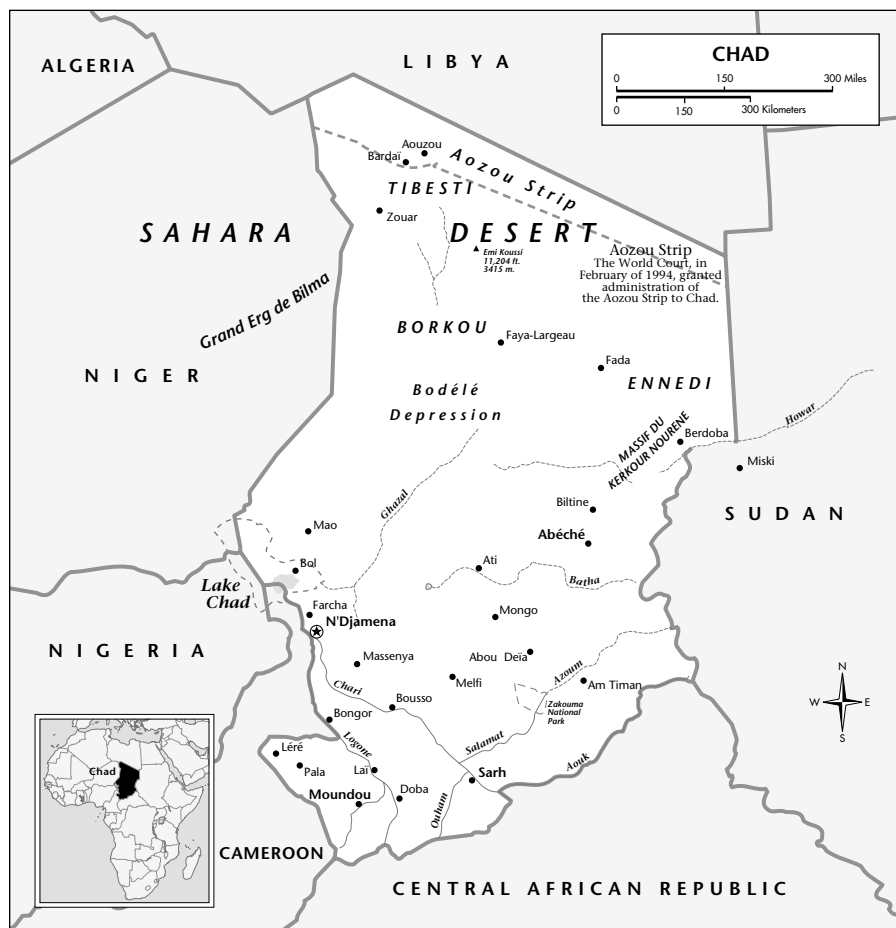 CHAD
0 150 300 Miles
0 150 300 Kilometers
ALGERIA
LIBYA
Aouzou
Bardaï
Aozou Strip
TIBESTI
Zouar
SAHARA DESERT
Emi Koussi
11,204 ft.
3415 m.
Aozou Strip
The World Court, in
February of 1994, granted
administration of
the Aozou Strip to Chad.
Grand Erg de Bilma
BORKOU
Faya-Largeau
Fada
NIGER
ENNEDI
Bodélé
Depression
Howar
Berdoba
MASSIF DU
KERKOUR NOURENE
Miski
Ghazal
Biltine
SUDAN
Mao
Abéché
Bol
Ati
Batha
Lake
Chad
Farcha
N'Djamena
Mongo
NIGERIA
Massenya
Abou Deïa
Azoum
Melfi
Am Timan
Chari
Bousso
Zakouma
National
Park
N
W E
S
Bongor
Logone
Salamat
Léré
Pala
Laï
Aouk
Sarh
Doba
Moundou
Ouham
Chad
CAMEROON
CENTRAL AFRICAN REPUBLIC